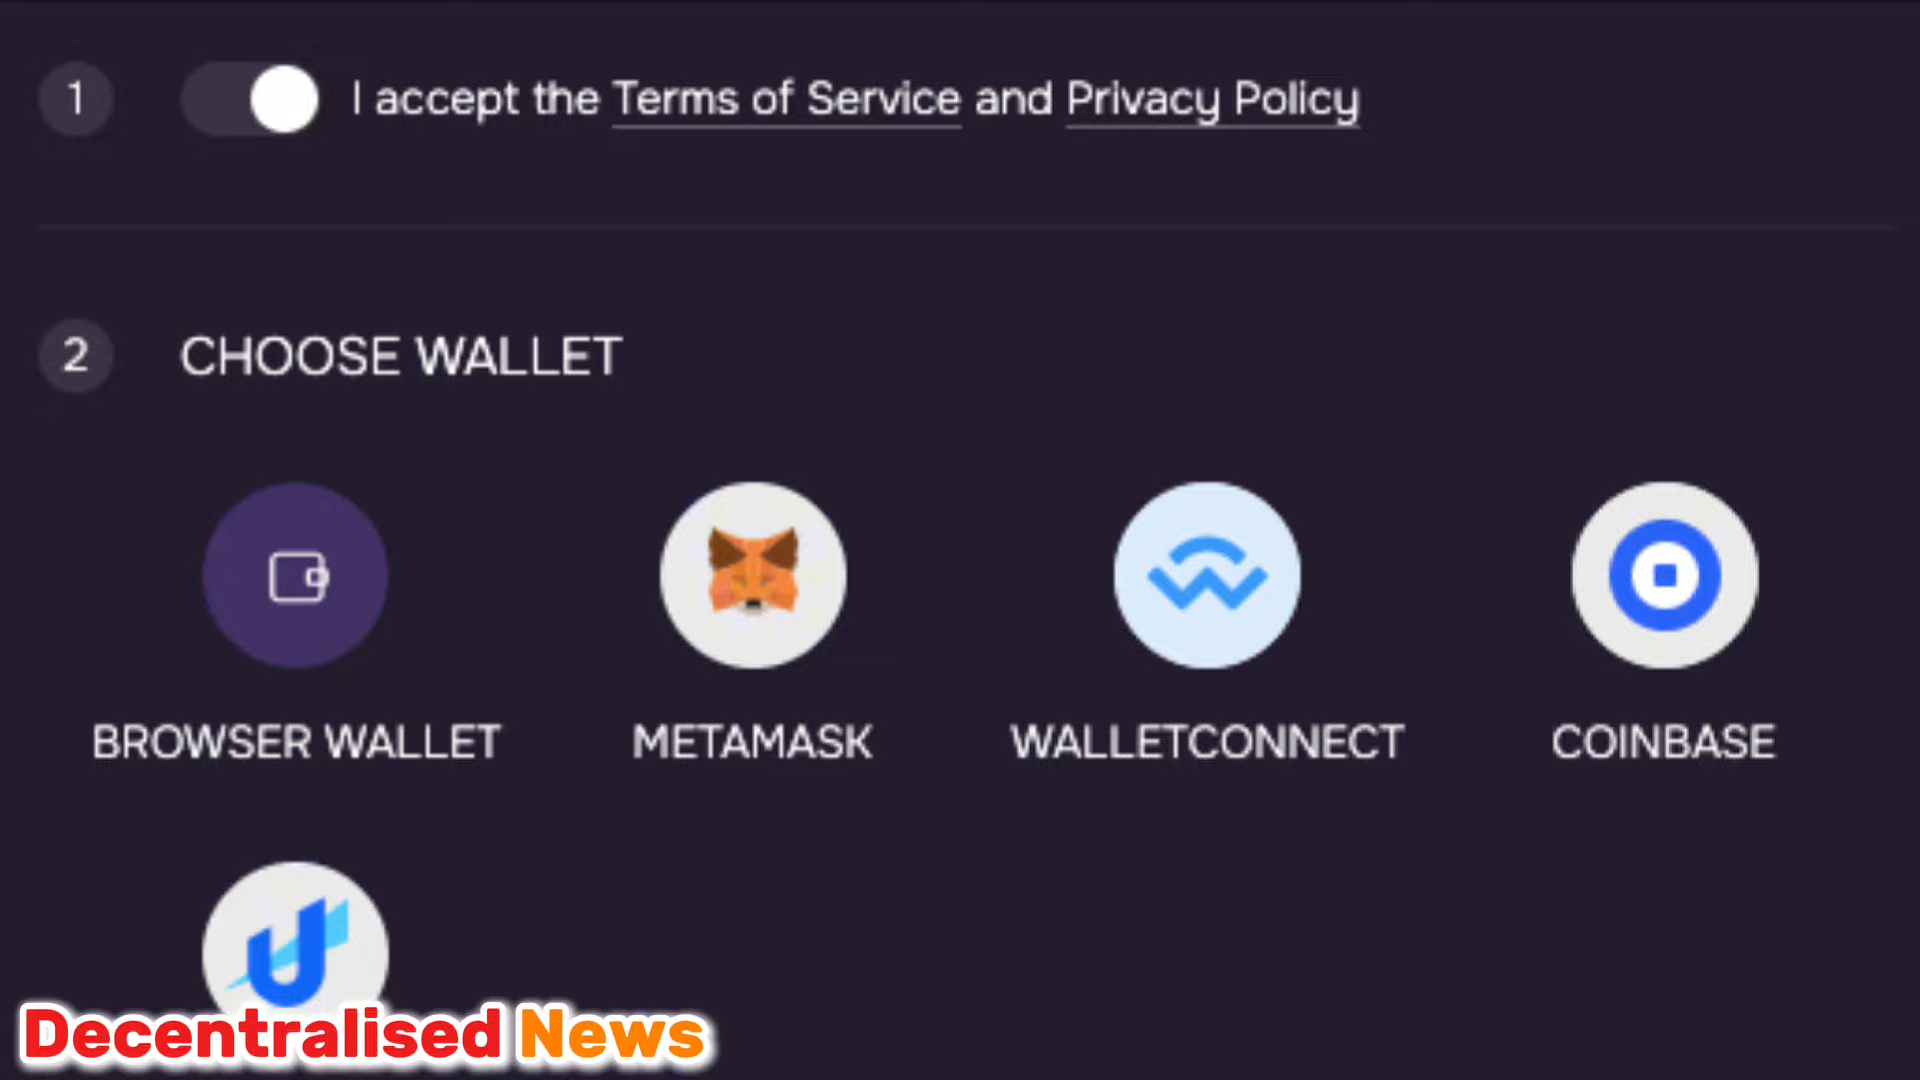 1 I accept the Terms of Service and Privacy Policy
2 CHOOSE WALLET
BROWSER WALLET METAMASK WALLETCONNECT COINBASE
Decentralised News